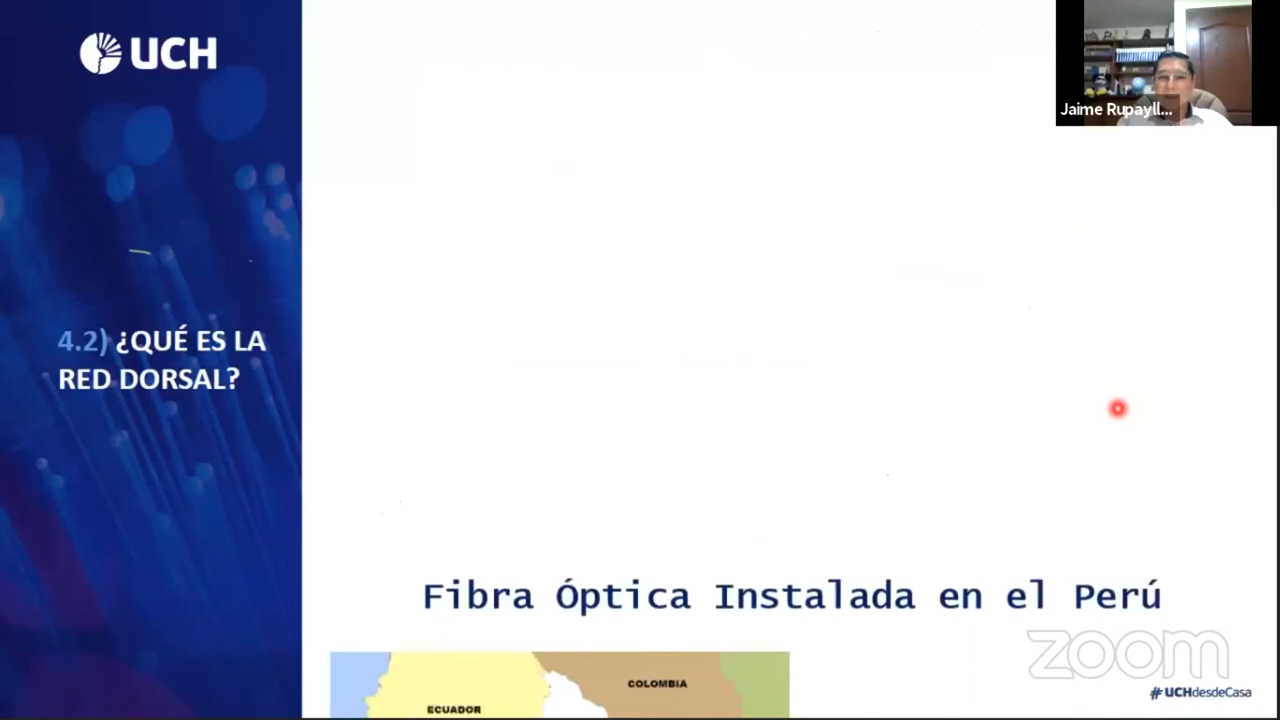 UCH
Jaime Rupayll...
4.2) ¿QUÉ ES LA
RED DORSAL?
Fibra Óptica Instalada en el Perú
zoom
COLOMBIA
#UCHdesdeCasa
ECUADOR